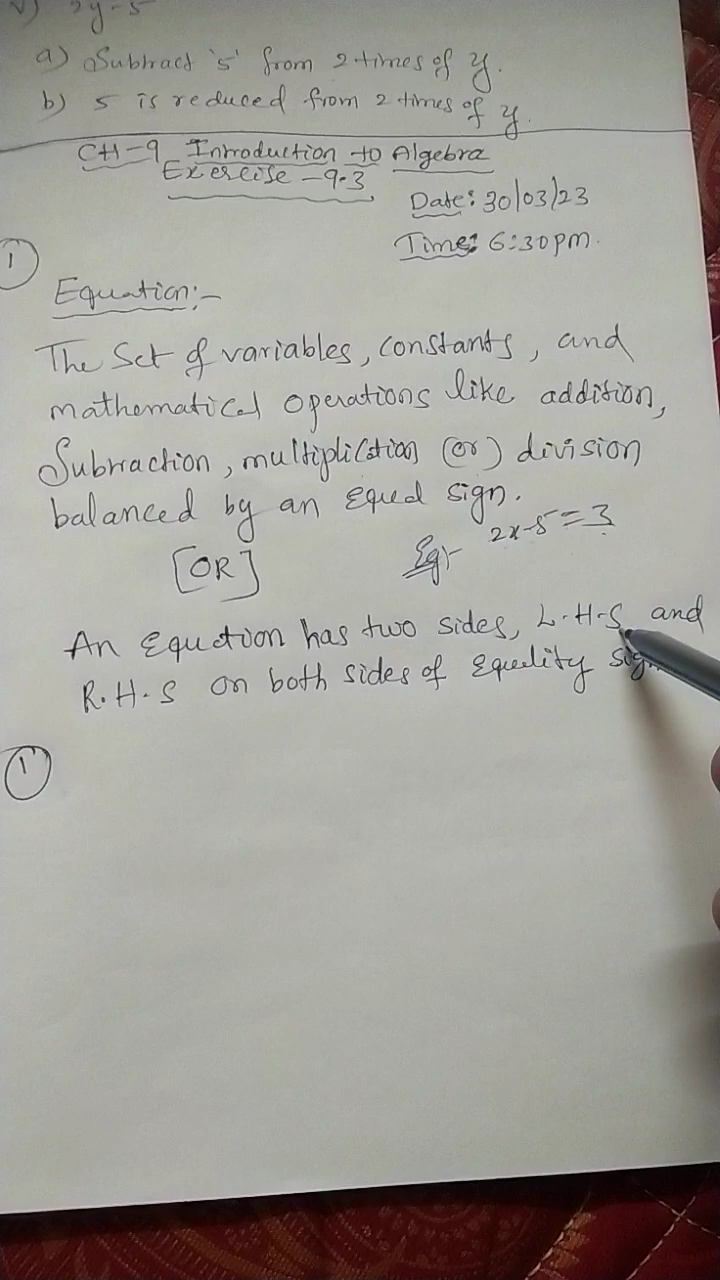 v) 2y-5
a) Subtract '5' from 2 times of y.
b) 5 is reduced from 2 times of y.
CH-9 Introduction to Algebra
Exercise-9.3
Date: 30/03/23
Time: 6:30pm.
1
Equation:-
The Set of variables, constants, and
mathematical operations like addition,
Subtraction, multiplication (or) division
balanced by an equal sign.
[OR] Eg:- 2x-5=3
An equation has two sides, L.H.S and
R.H.S on both sides of equality sig
1